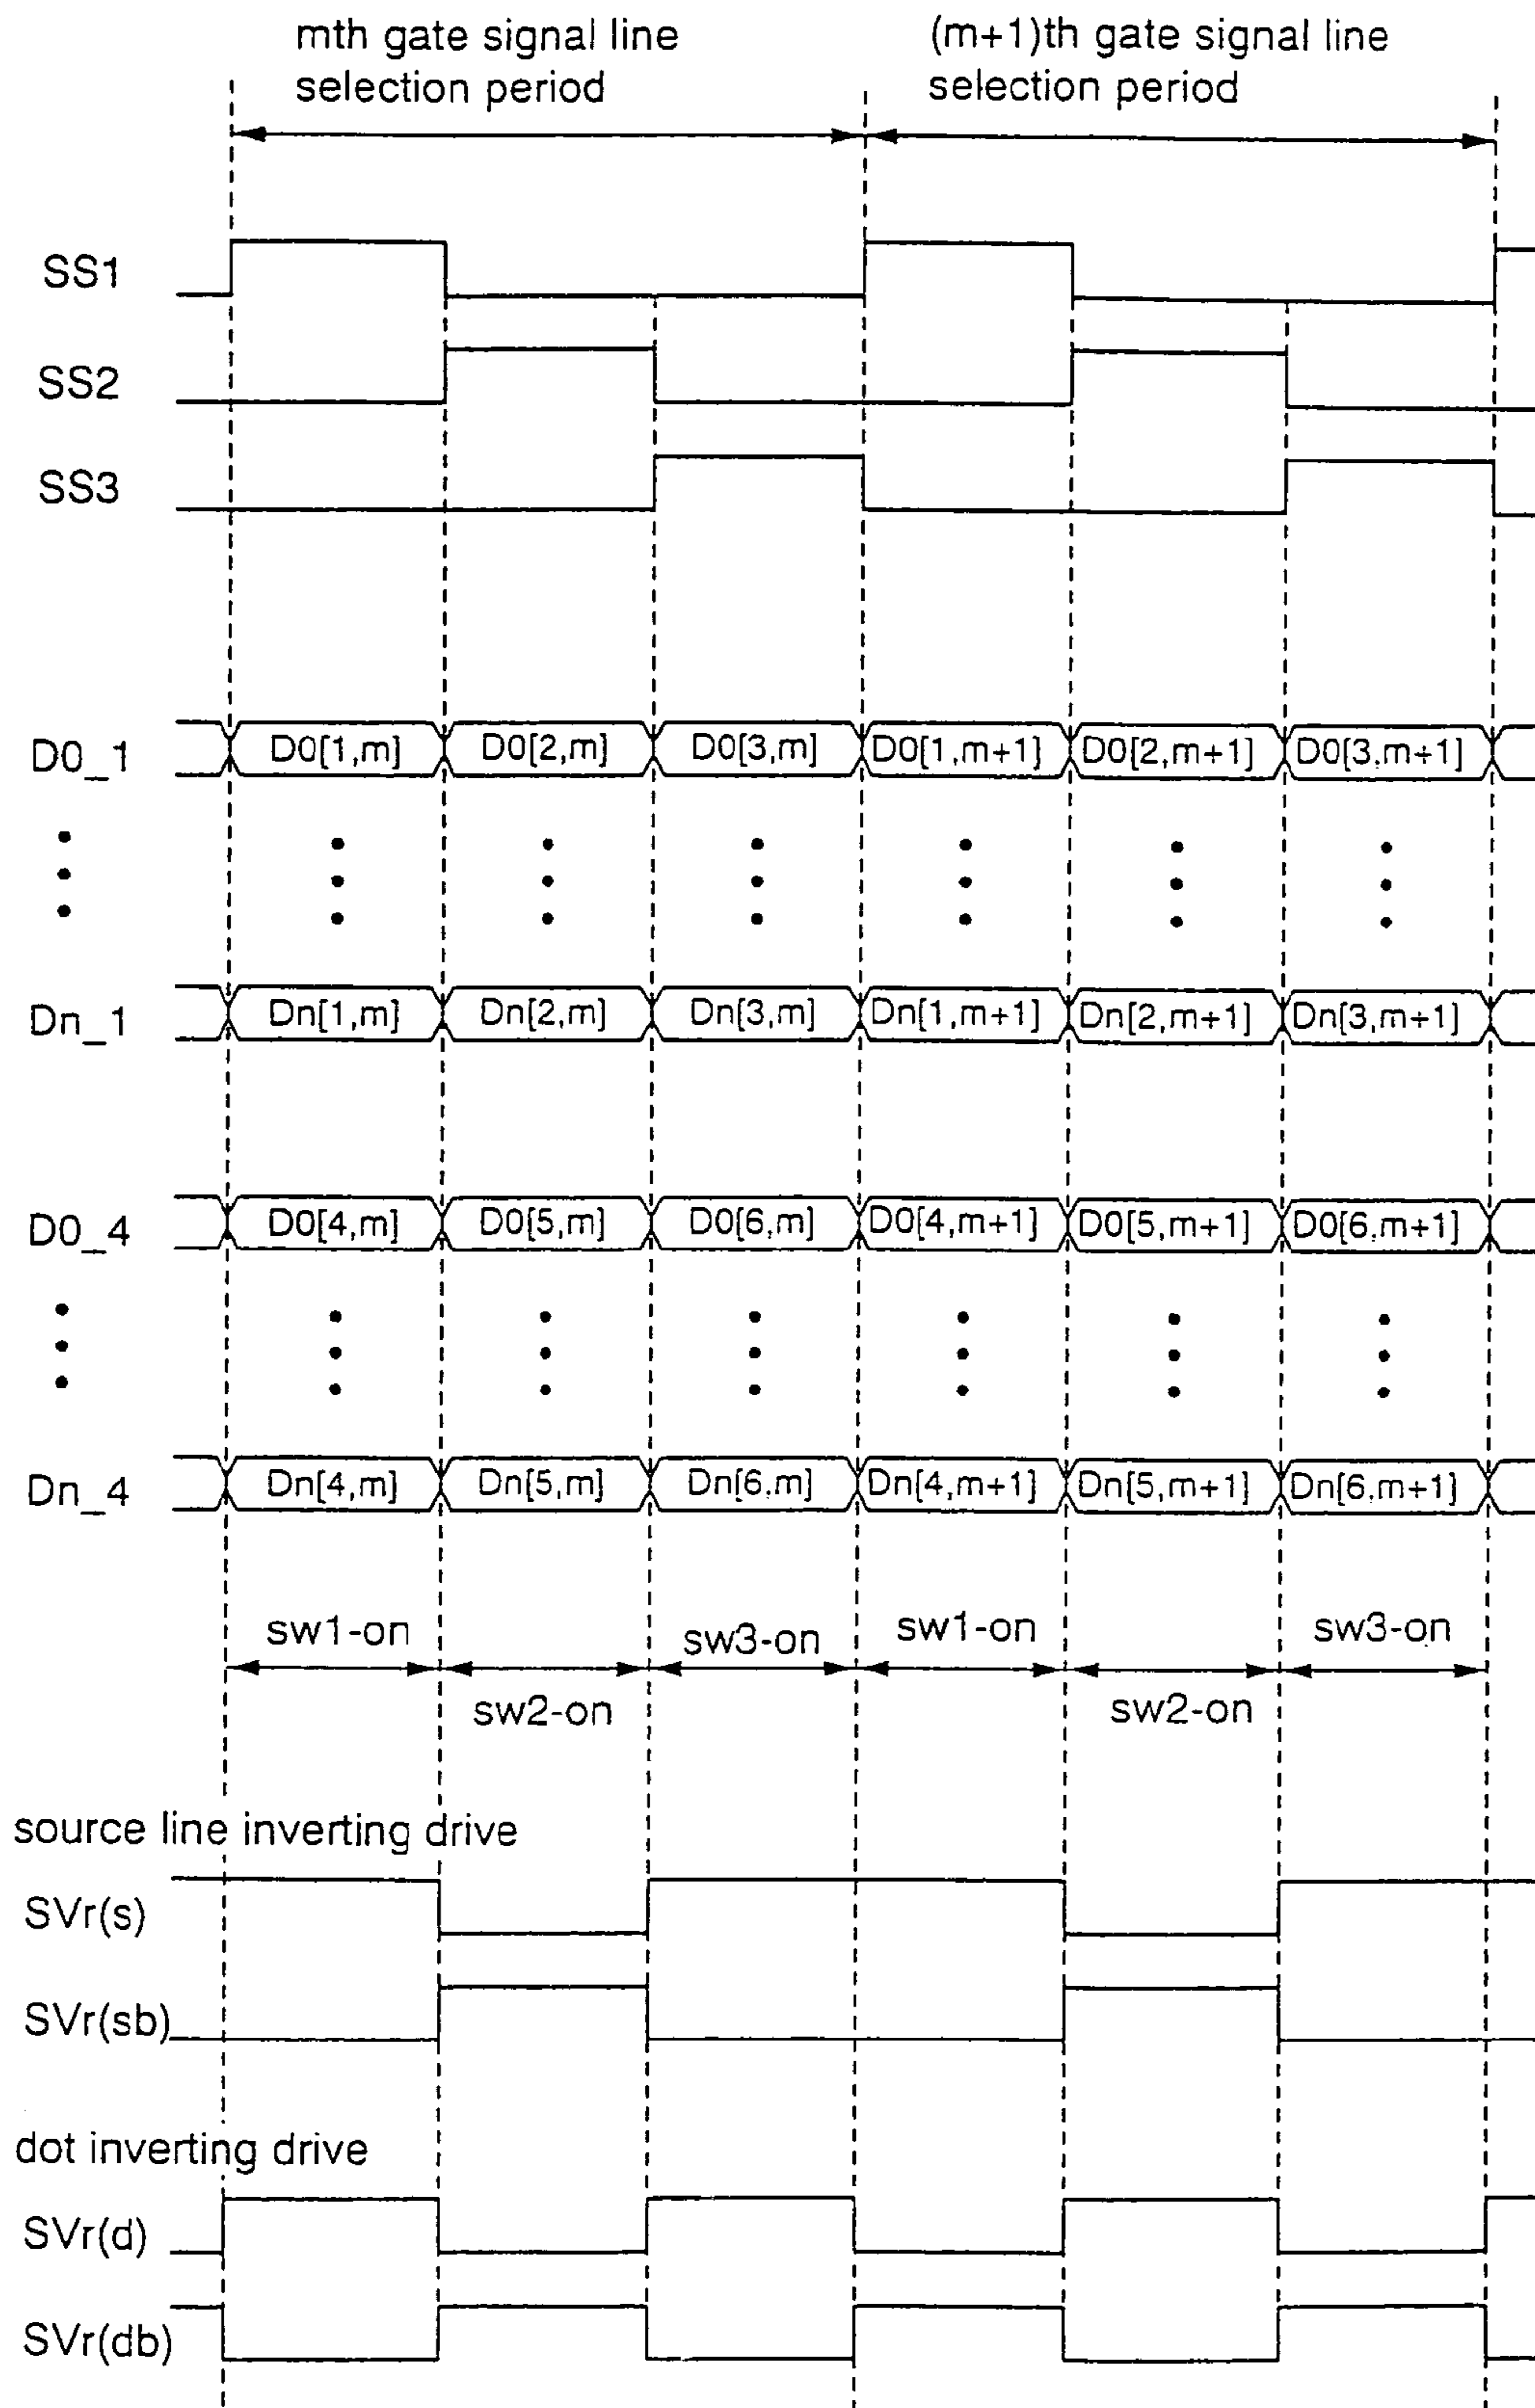 mth gate signal line
selection period
(m+1)th gate signal line
selection period
SS1
SS2
SS3
D0_1 D0[1,m] D0[2,m] D0[3,m] D0[1,m+1] D0[2,m+1] D0[3,m+1]
Dn_1 Dn[1,m] Dn[2,m] Dn[3,m] Dn[1,m+1] Dn[2,m+1] Dn[3,m+1]
D0_4 D0[4,m] D0[5,m] D0[6,m] D0[4,m+1] D0[5,m+1] D0[6,m+1]
Dn_4 Dn[4,m] Dn[5,m] Dn[6,m] Dn[4,m+1] Dn[5,m+1] Dn[6,m+1]
sw1-on sw3-on sw1-on sw3-on
sw2-on sw2-on
source line inverting drive
SVr(s)
SVr(sb)
dot inverting drive
SVr(d)
SVr(db)